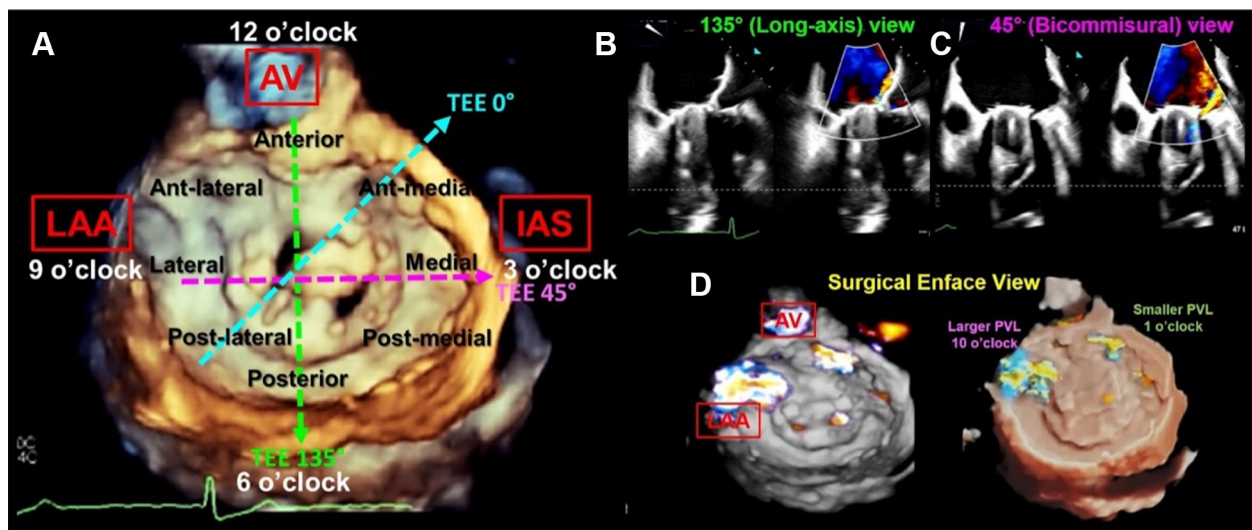 A
12 o'clock
AV
TEE 0°
Anterior
Ant-lateral
Ant-media
LAA
IAS
9 o'clock
Lateral
Medial
3 o'clock
TEE 45°
Post-lateral
Post-medial
Posterior
TEE 135°
6 o'clock
B
135° (Long-axis) view
C
45° (Bicommisural) view
D
Surgical Enface View
AV
LAA
Larger PVL
10 o'clock
Smaller PVL
1 o'clock